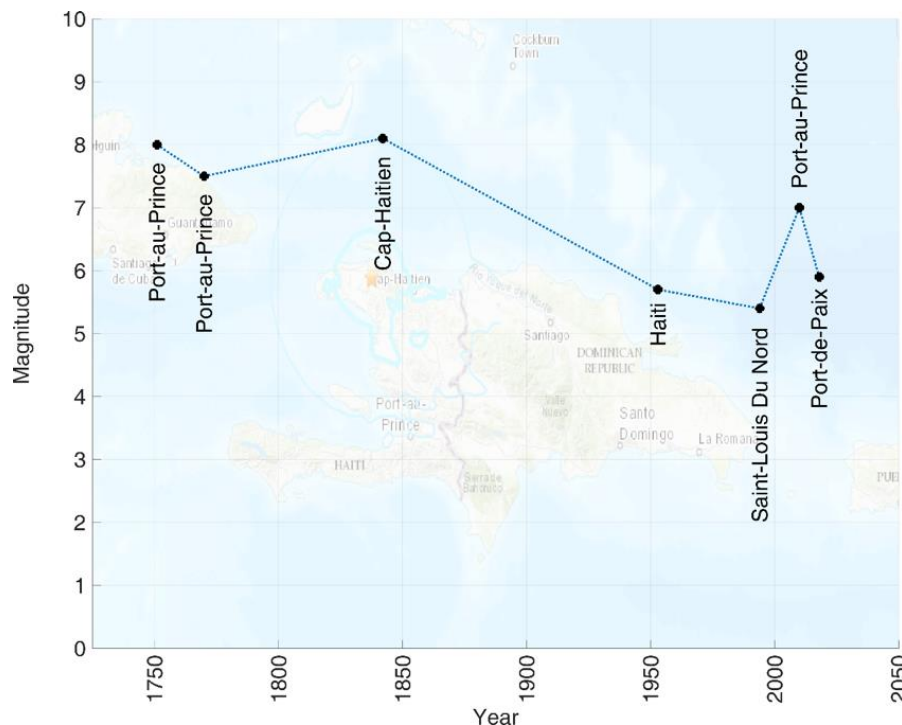 10
9
8
7
6
5
4
3
2
1
0
Magnitude
1750
1800
1850
1900
1950
2000
2050
Year
Port-au-Prince
Port-au-Prince
Cap-Haitien
Haiti
Saint-Louis Du Nord
Port-au-Prince
Port-de-Paix
Cockburn
Town
Santiago
de Cuba
Cap-Haïtien
Santiago
DOMINICAN
REPUBLIC
Port-au-
Prince
Santo
Domingo
La Romana
HAITI
PUE